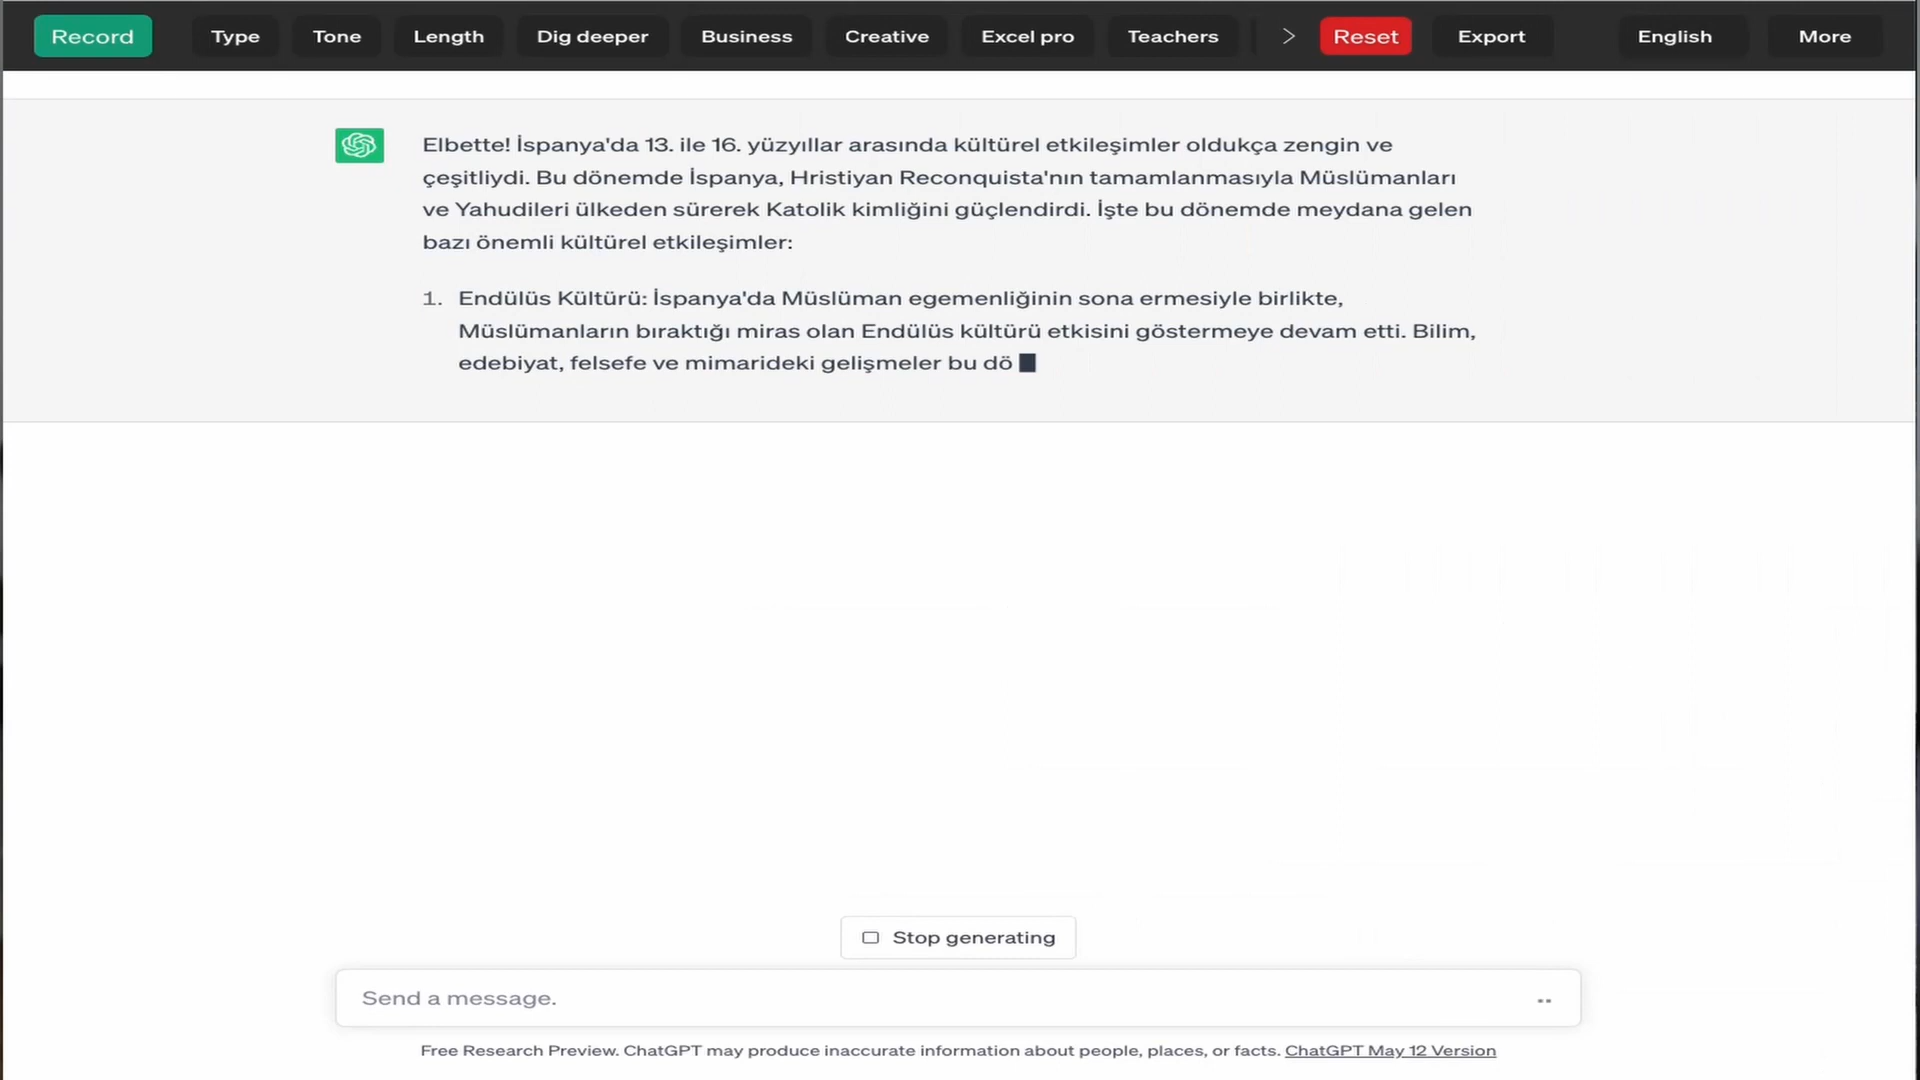 Record Type Tone Length Dig deeper Business Creative Excel pro Teachers > Reset Export English More
Elbette! İspanya'da 13. ile 16. yüzyıllar arasında kültürel etkileşimler oldukça zengin ve
çeşitliydi. Bu dönemde İspanya, Hristiyan Reconquista'nın tamamlanmasıyla Müslümanları
ve Yahudileri ülkeden sürerek Katolik kimliğini güçlendirdi. İşte bu dönemde meydana gelen
bazı önemli kültürel etkileşimler:
1. Endülüs Kültürü: İspanya'da Müslüman egemenliğinin sona ermesiyle birlikte,
Müslümanların bıraktığı miras olan Endülüs kültürü etkisini göstermeye devam etti. Bilim,
edebiyat, felsefe ve mimarideki gelişmeler bu dö
Stop generating
Send a message.
Free Research Preview. ChatGPT may produce inaccurate information about people, places, or facts. ChatGPT May 12 Version